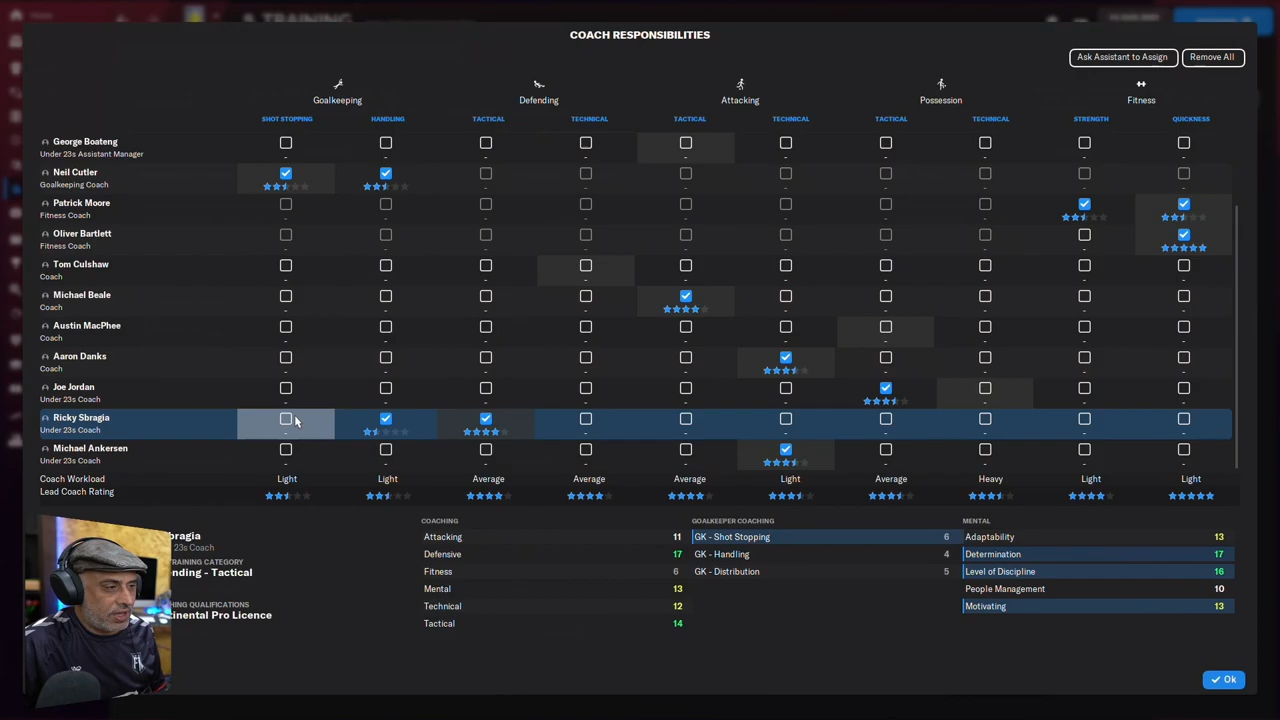 COACH RESPONSIBILITIES
Ask Assistant to Assign
Remove All
Goalkeeping Defending Attacking Possession Fitness
SHOT STOPPING HANDLING TACTICAL TECHNICAL TACTICAL TECHNICAL TACTICAL TECHNICAL STRENGTH QUICKNESS
George Boateng
Under 23s Assistant Manager
Neil Cutler
Goalkeeping Coach
Patrick Moore
Fitness Coach
Oliver Bartlett
Fitness Coach
Tom Culshaw
Coach
Michael Beale
Coach
Austin MacPhee
Coach
Aaron Danks
Coach
Joe Jordan
Under 23s Coach
Ricky Sbragia
Under 23s Coach
Michael Ankersen
Under 23s Coach
Coach Workload Light Light Average Average Average Light Average Heavy Light Light
Lead Coach Rating
bragia
23s Coach
TRAINING CATEGORY
ending - Tactical
HING QUALIFICATIONS
tinental Pro Licence
COACHING
Attacking 11
Defensive 17
Fitness 6
Mental 13
Technical 12
Tactical 14
GOALKEEPER COACHING
GK - Shot Stopping 6
GK - Handling 4
GK - Distribution 5
MENTAL
Adaptability 13
Determination 17
Level of Discipline 16
People Management 10
Motivating 13
Ok